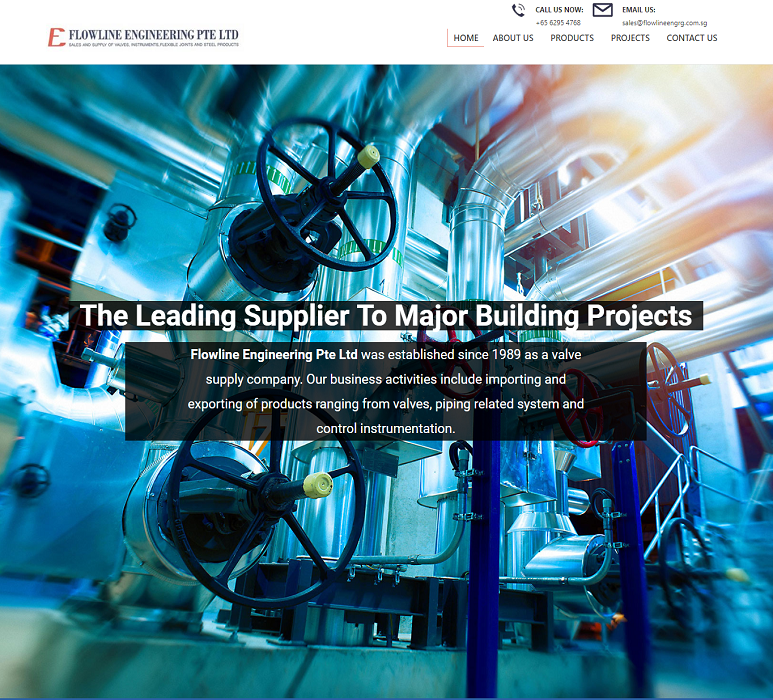 CALL US NOW:
+65 6295 4768
EMAIL US:
sales@flowlineengrg.com.sg
FLOWLINE ENGINEERING PTE LTD
SALES AND SUPPLY OF VALVES, INSTRUMENTS,FLEXIBLE JOINTS AND STEEL PRODUCTS
HOME ABOUT US PRODUCTS PROJECTS CONTACT US
The Leading Supplier To Major Building Projects
Flowline Engineering Pte Ltd was established since 1989 as a valve
supply company. Our business activities include importing and
exporting of products ranging from valves, piping related system and
control instrumentation.